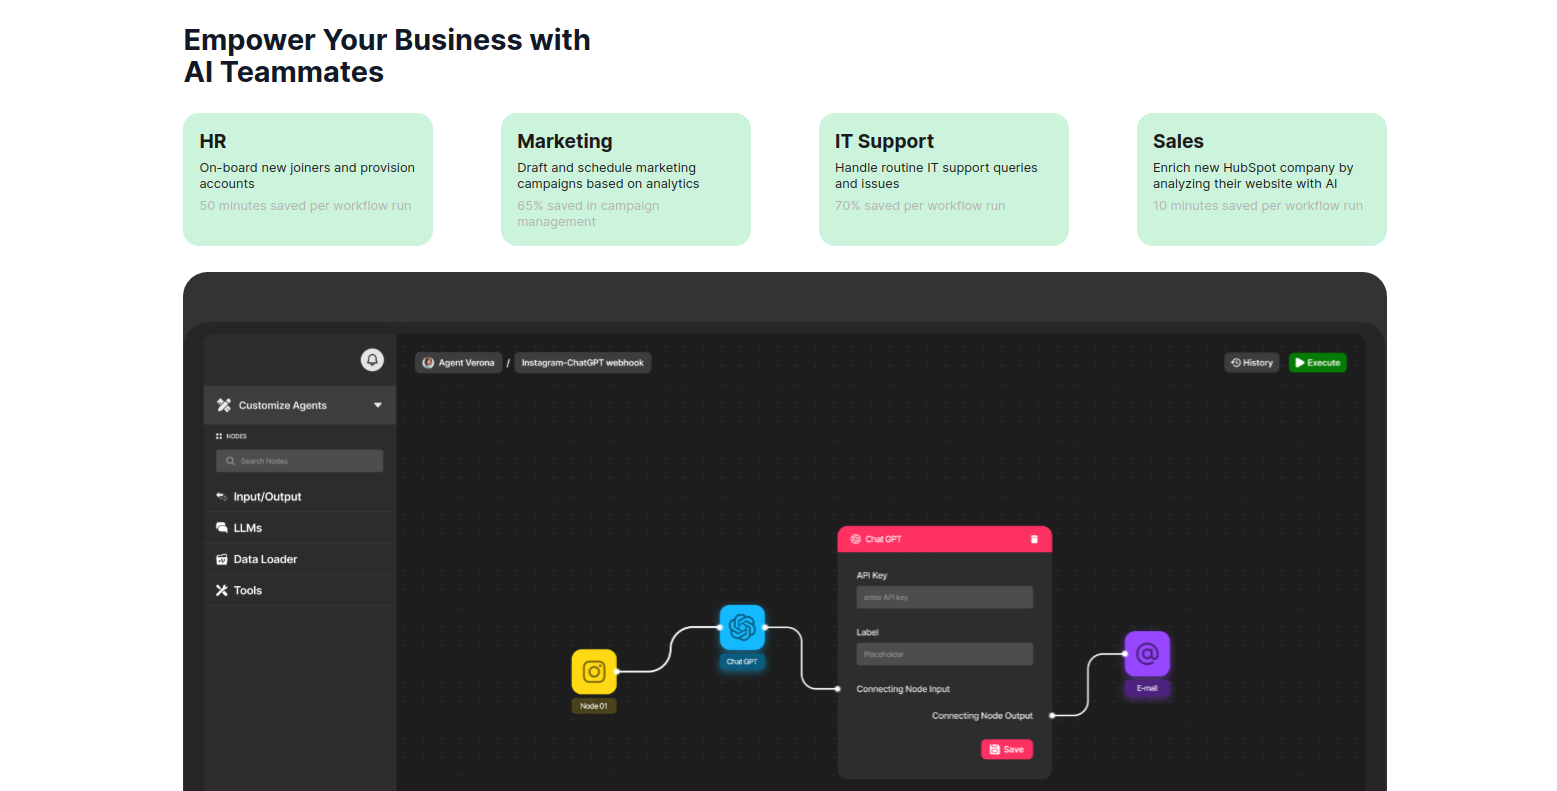 Empower Your Business with
AI Teammates
HR
On-board new joiners and provision
accounts
50 minutes saved per workflow run
Marketing
Draft and schedule marketing
campaigns based on analytics
65% saved in campaign
management
IT Support
Handle routine IT support queries
and issues
70% saved per workflow run
Sales
Enrich new HubSpot company by
analyzing their website with AI
10 minutes saved per workflow run
Agent Verona / Instagram-ChatGPT webhook
History
Execute
Customize Agents
NODES
Search Nodes
Input/Output
LLMs
Data Loader
Tools
Node 01
Chat GPT
Chat GPT
API Key
enter API key
Label
Placeholder
Connecting Node Input
Connecting Node Output
Save
E-mail